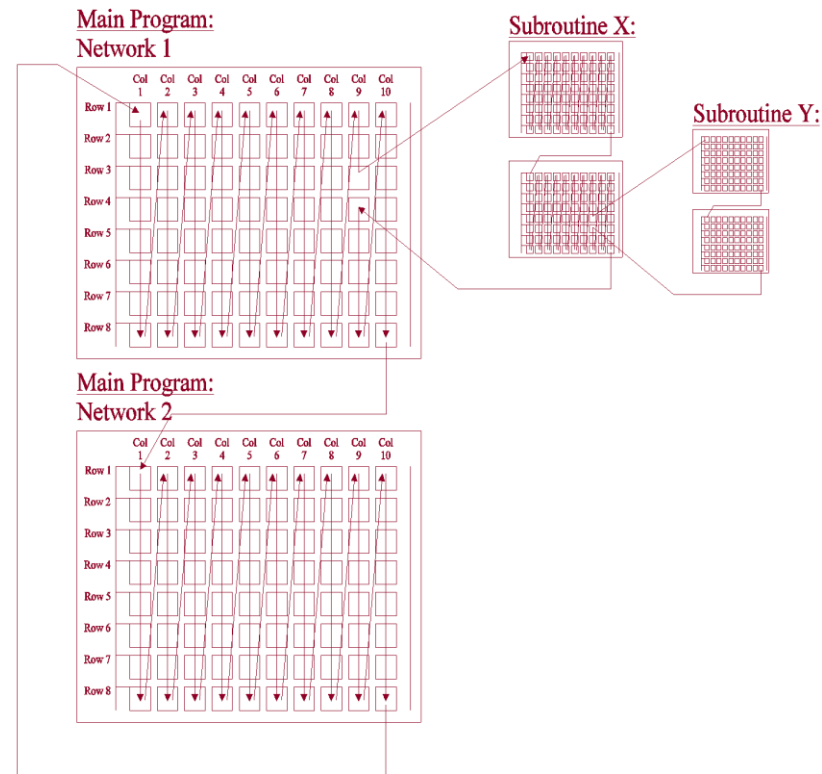 Main Program:
Network 1
Col Col Col Col Col Col Col Col Col Col
1 2 3 4 5 6 7 8 9 10
Row 1
Row 2
Row 3
Row 4
Row 5
Row 6
Row 7
Row 8
Subroutine X:
Subroutine Y:
Main Program:
Network 2
Col Col Col Col Col Col Col Col Col Col
1 2 3 4 5 6 7 8 9 10
Row 1
Row 2
Row 3
Row 4
Row 5
Row 6
Row 7
Row 8